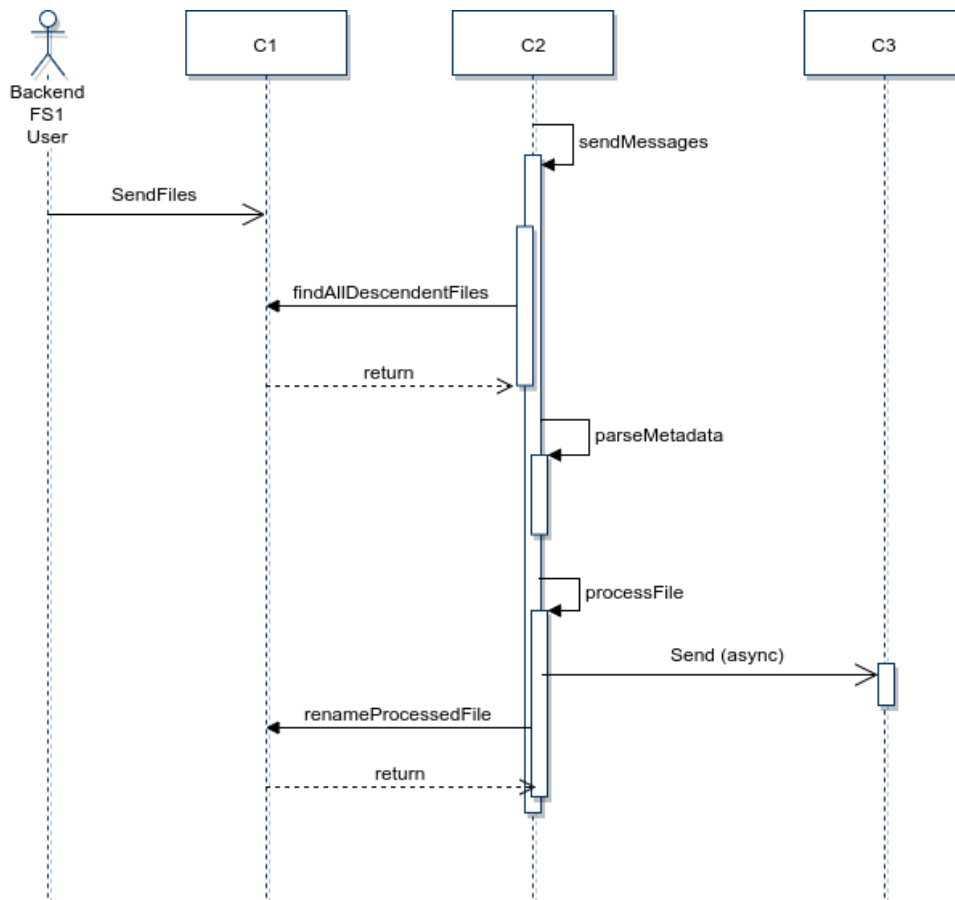 Backend
FS1
User
C1
C2
C3
sendMessages
SendFiles
findAllDescendentFiles
return
parseMetadata
processFile
Send (async)
renameProcessedFile
return